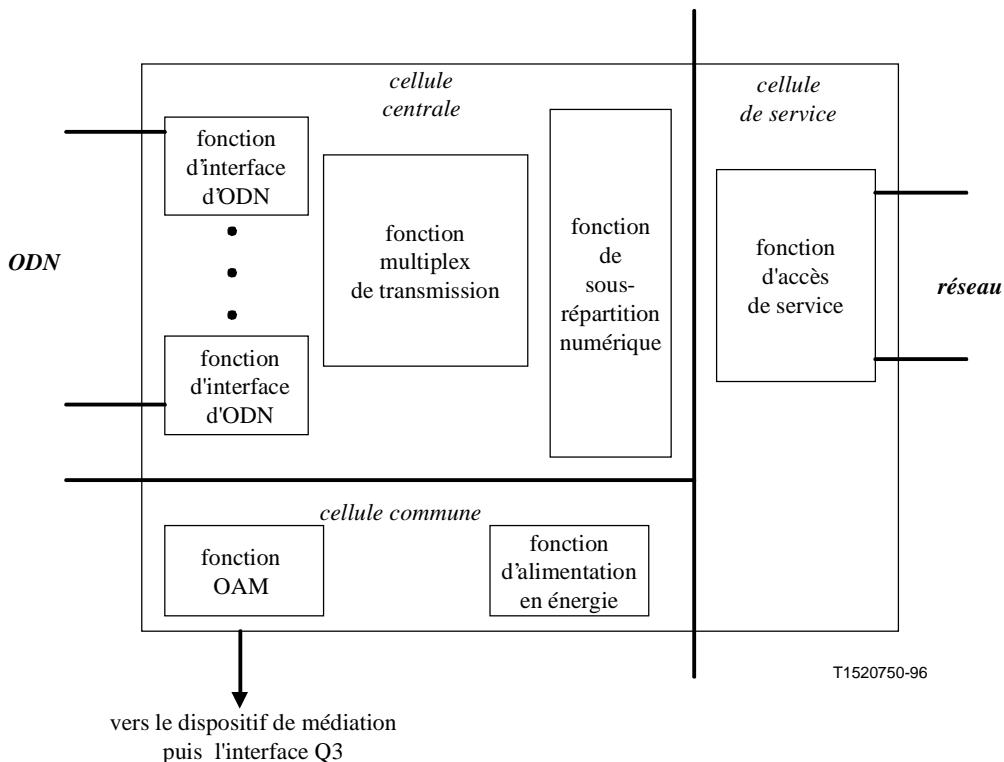 cellule
centrale
cellule
de service
fonction
d'interface
d'ODN
fonction
multiplex
de transmission
fonction
de
sous-
répartition
numérique
fonction
d'accès
de service
ODN
réseau
fonction
d'interface
d'ODN
cellule commune
fonction
OAM
fonction
d'alimentation
en énergie
T1520750-96
vers le dispositif de médiation
puis l'interface Q3